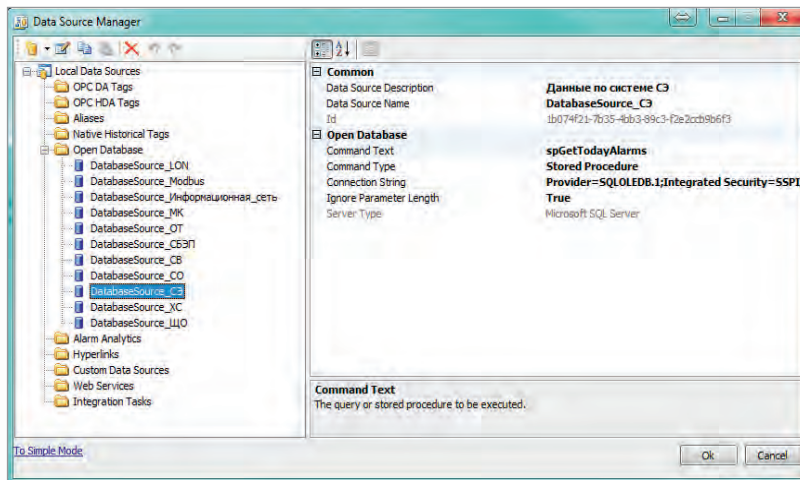 Data Source Manager
Local Data Sources
OPC DA Tags
OPC HDA Tags
Aliases
Native Historical Tags
Open Database
DatabaseSource_LON
DatabaseSource_Modbus
DatabaseSource_Информационная_сеть
DatabaseSource_МК
DatabaseSource_ОТ
DatabaseSource_СБЭП
DatabaseSource_СВ
DatabaseSource_СО
DatabaseSource_СЭ
DatabaseSource_ХС
DatabaseSource_ЩО
Alarm Analytics
Hyperlinks
Custom Data Sources
Web Services
Integration Tasks
Common
Data Source Description Данные по системе СЭ
Data Source Name DatabaseSource_СЭ
Id 1b074f21-7b35-4bb3-89c3-f2e2ccb9b6f3
Open Database
Command Text spGetTodayAlarms
Command Type Stored Procedure
Connection String Provider=SQLOLEDB.1;Integrated Security=SSPI
Ignore Parameter Length True
Server Type Microsoft SQL Server
Command Text
The query or stored procedure to be executed.
To Simple Mode
Ok Cancel